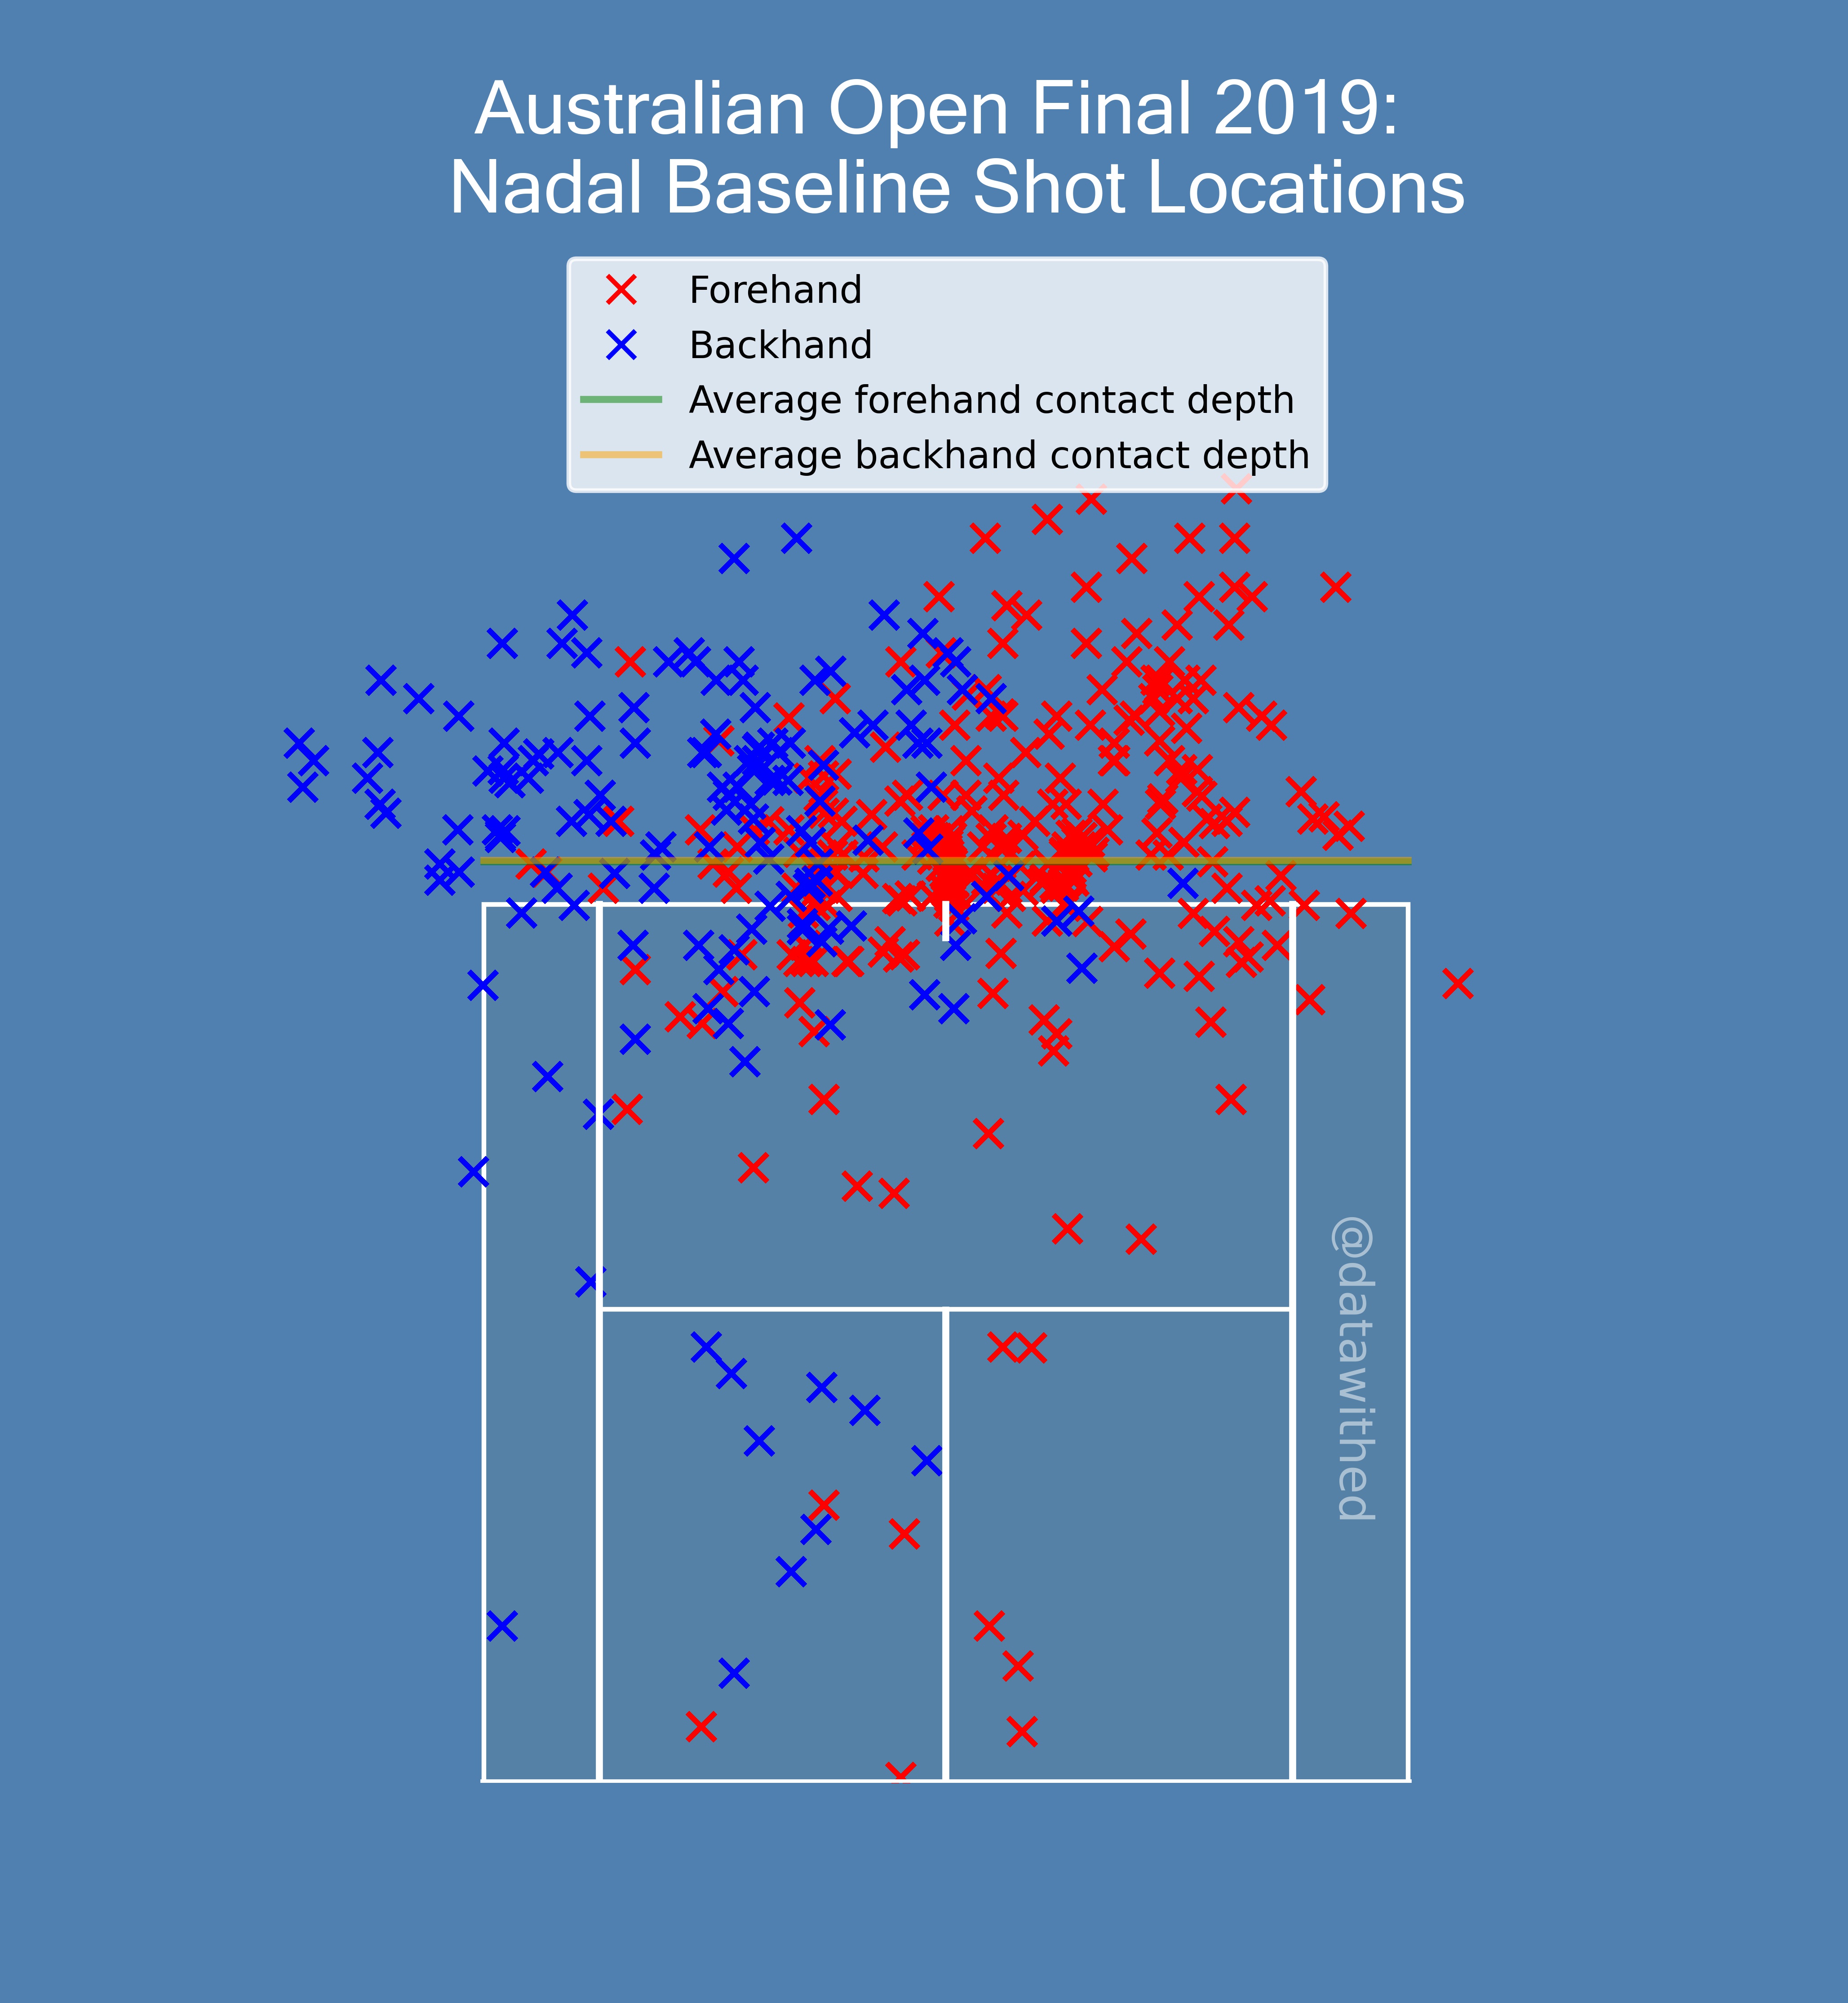 Australian Open Final 2019:
Nadal Baseline Shot Locations
Forehand
Backhand
Average forehand contact depth
Average backhand contact depth
@datawithed